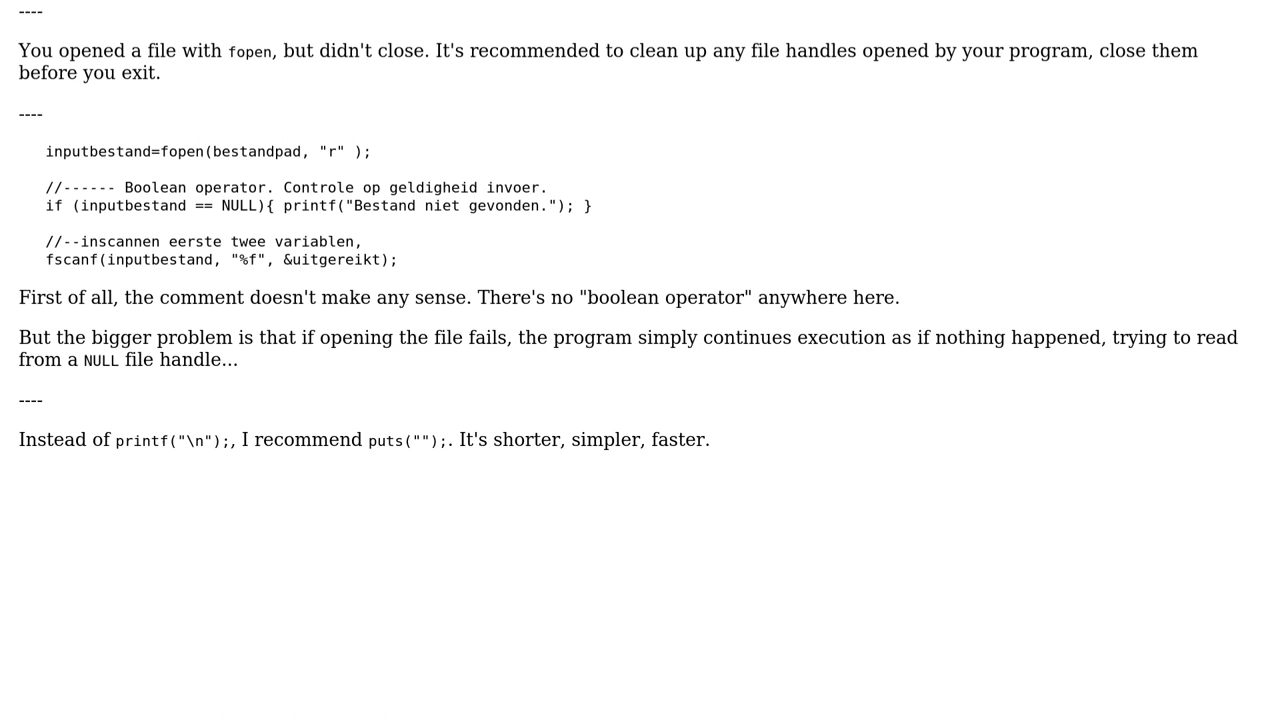 ----
You opened a file with fopen, but didn't close. It's recommended to clean up any file handles opened by your program, close them
before you exit.
----
inputbestand=fopen(bestandpad, "r" );
//------ Boolean operator. Controle op geldigheid invoer.
if (inputbestand == NULL){ printf("Bestand niet gevonden."); }
//--inscannen eerste twee variablen,
fscanf(inputbestand, "%f", &uitgereikt);
First of all, the comment doesn't make any sense. There's no "boolean operator" anywhere here.
But the bigger problem is that if opening the file fails, the program simply continues execution as if nothing happened, trying to read
from a NULL file handle...
----
Instead of printf("\n");, I recommend puts("");. It's shorter, simpler, faster.